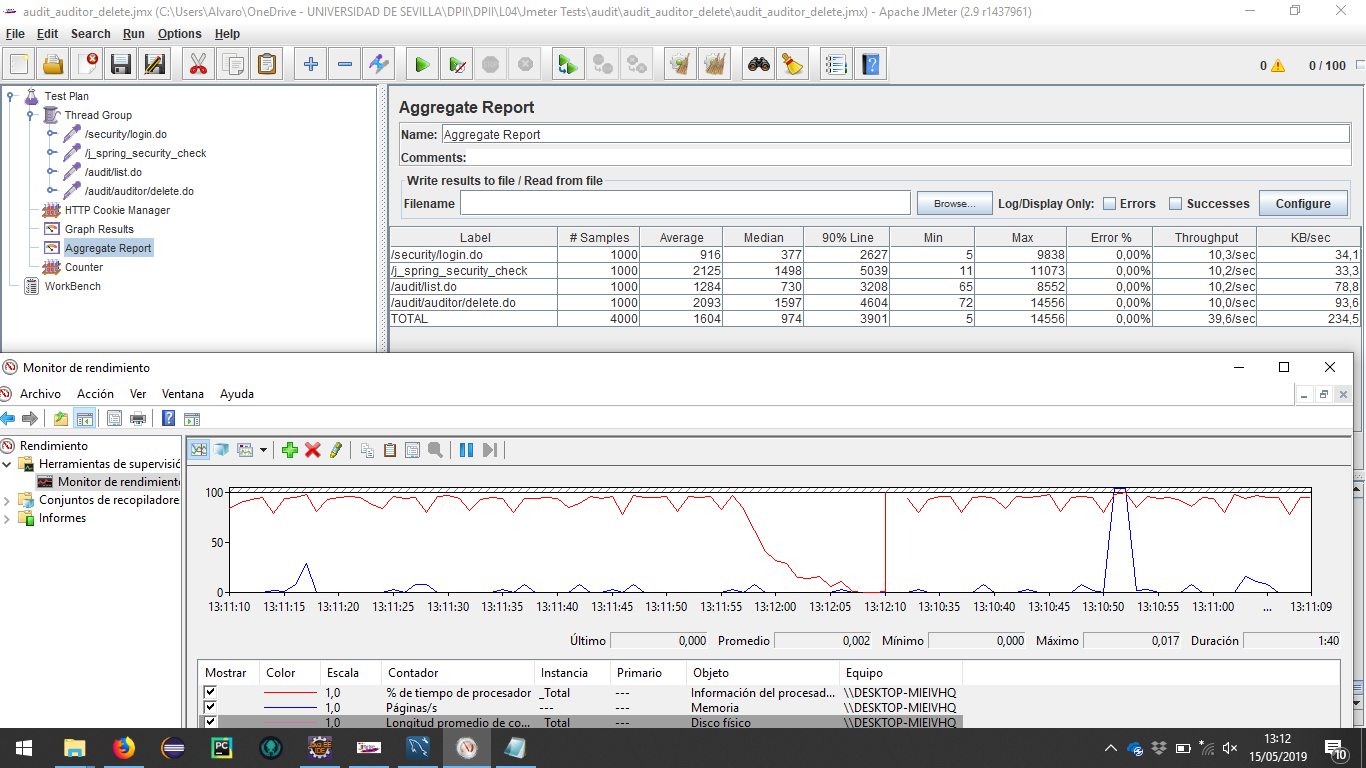 audit_auditor_delete.jmx (C:\Users\Alvaro\OneDrive - UNIVERSIDAD DE SEVILLA\DPII\DPII\L04\Jmeter Tests\audit\audit_auditor_delete\audit_auditor_delete.jmx) - Apache JMeter (2.9 r1437961)
File Edit Search Run Options Help
0 0 / 100
Test Plan
Thread Group
/security/login.do
/j_spring_security_check
/audit/list.do
/audit/auditor/delete.do
HTTP Cookie Manager
Graph Results
Aggregate Report
Counter
WorkBench
Aggregate Report
Name: Aggregate Report
Comments:
Write results to file / Read from file
Filename Browse... Log/Display Only: Errors Successes Configure
Label # Samples Average Median 90% Line Min Max Error % Throughput KB/sec
/security/login.do 1000 916 377 2627 5 9838 0,00% 10,3/sec 34,1
/j_spring_security_check 1000 2125 1498 5039 11 11073 0,00% 10,2/sec 33,3
/audit/list.do 1000 1284 730 3208 65 8552 0,00% 10,2/sec 78,8
/audit/auditor/delete.do 1000 2093 1597 4604 72 14556 0,00% 10,0/sec 93,6
TOTAL 4000 1604 974 3901 5 14556 0,00% 39,6/sec 234,5
Monitor de rendimiento
Archivo Acción Ver Ventana Ayuda
Rendimiento
Herramientas de supervisió
Monitor de rendimiento
Conjuntos de recopiladore
Informes
100
50
0
13:11:10 13:11:15 13:11:20 13:11:25 13:11:30 13:11:35 13:11:40 13:11:45 13:11:50 13:11:55 13:12:00 13:12:05 13:12:10 13:10:35 13:10:40 13:10:45 13:10:50 13:10:55 13:11:00 ... 13:11:09
Último 0,000 Promedio 0,002 Mínimo 0,000 Máximo 0,017 Duración 1:40
Mostrar Color Escala Contador Instancia Primario Objeto Equipo
1,0 % de tiempo de procesador _Total --- Información del procesad... \\DESKTOP-MIEIVHQ
1,0 Páginas/s --- --- Memoria \\DESKTOP-MIEIVHQ
1,0 Longitud promedio de co... _Total --- Disco físico \\DESKTOP-MIEIVHQ
PC
13:12
15/05/2019
10